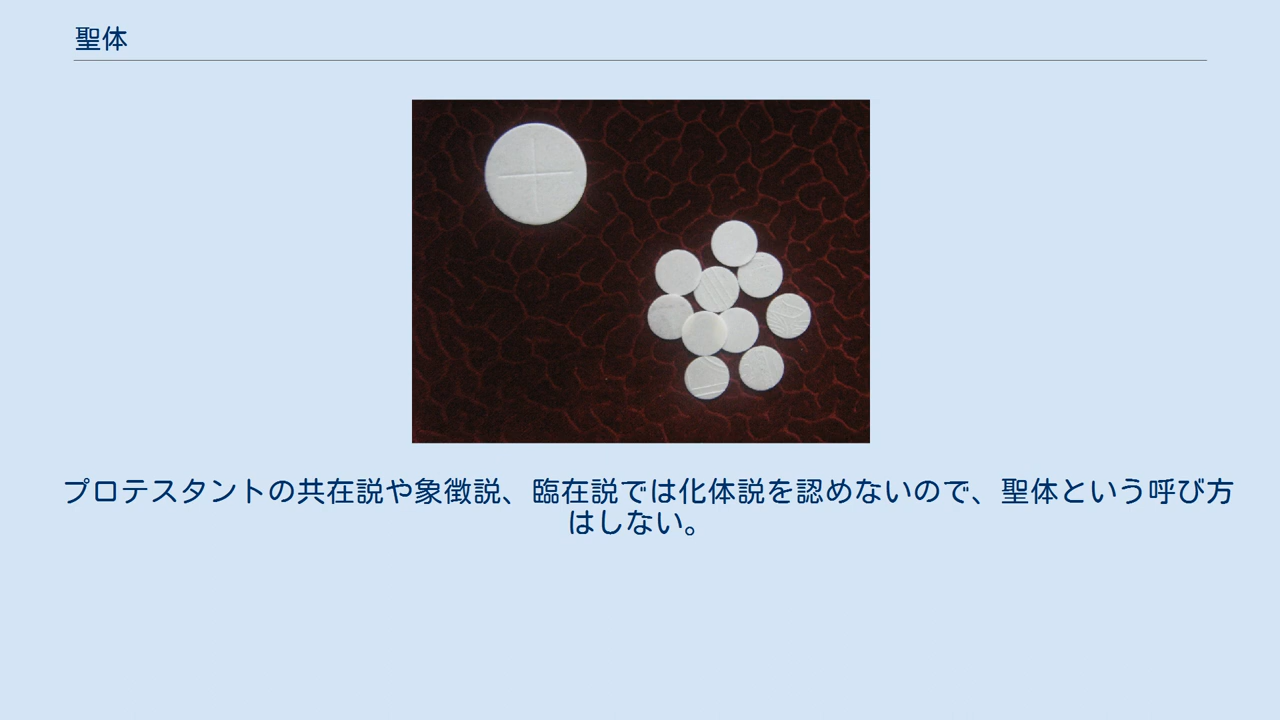 聖体
プロテスタントの共在説や象徴説、臨在説では化体説を認めないので、聖体という呼び方
はしない。